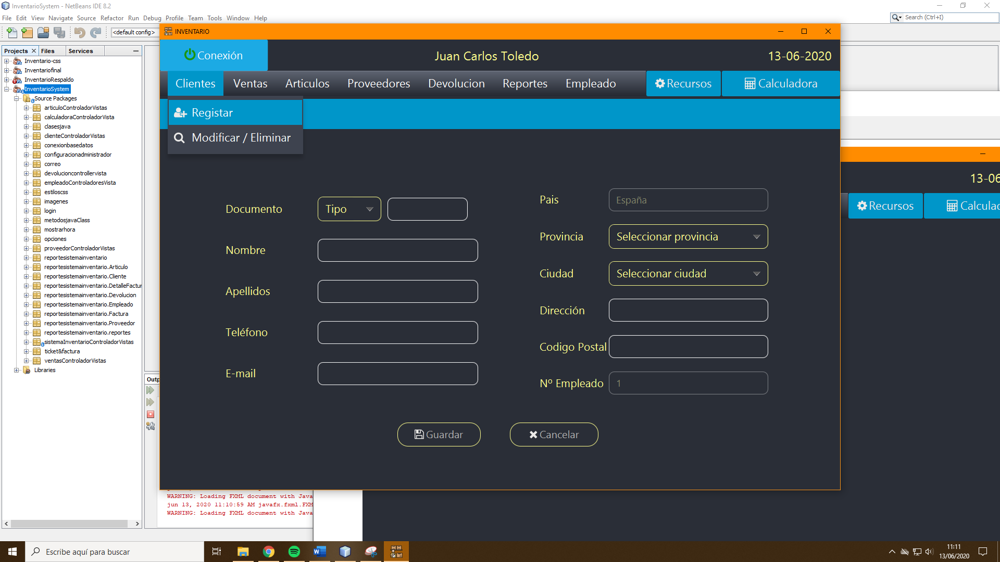 InventarioSystem - NetBeans IDE 8.2
File Edit View Navigate Source Refactor Run Debug Profile Team Tools Window Help
Search (Ctrl+I)
<default config>
Projects Files Services
Inventario-css
Inventariofinal
InventarioRespaldo
InventarioSystem
Source Packages
articuloControladorVistas
calculadoraControladorVista
clasesjava
clienteControladorVistas
conexionbasedatos
configuracionadministrador
correo
devolucioncontrollervista
empleadoControladoresVista
estiloscss
imagenes
login
metodosjavaClass
mostrarhora
opciones
proveedorControladorVistas
reportesistemainventario
reportesistemainventario.Articulo
reportesistemainventario.Cliente
reportesistemainventario.DetalleFactur
reportesistemainventario.Devolucion
reportesistemainventario.Empleado
reportesistemainventario.Factura
reportesistemainventario.Proveedor
reportesistemainventario.reportes
sistemaInventarioControladorVistas
ticket&factura
ventasControladorVistas
Libraries
INVENTARIO
Conexión
Juan Carlos Toledo
13-06-2020
Clientes Ventas Articulos Proveedores Devolucion Reportes Empleado Recursos Calculadora
Registar
Modificar / Eliminar
Documento Tipo
Nombre
Apellidos
Teléfono
E-mail
Pais España
Provincia Seleccionar provincia
Ciudad Seleccionar ciudad
Dirección
Codigo Postal
Nº Empleado 1
Guardar Cancelar
13-06
Recursos Calculad
Outp
WARNING: Loading FXML document with Java
jun 13, 2020 11:10:59 AM javafx.fxml.FXM
WARNING: Loading FXML document with Java
Escribe aquí para buscar
11:11
13/06/2020